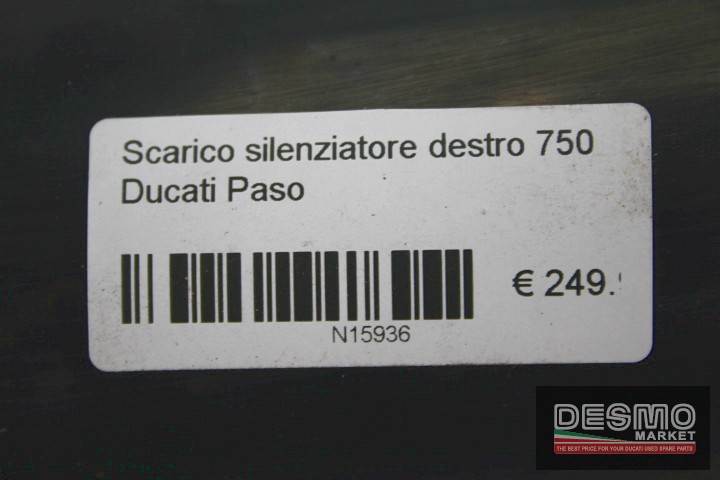 Scarico silenziatore destro 750
Ducati Paso
€ 249.
N15936
DESMO
MARKET
THE BEST PRICE FOR YOUR DUCATI USED SPARE PARTS